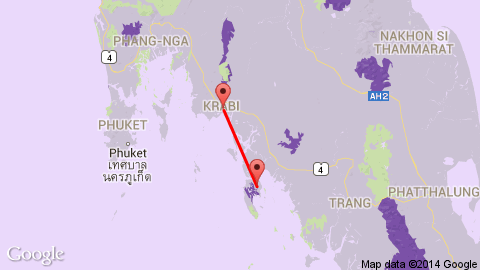 PHANG-NGA
NAKHON SI
THAMMARAT
4
KRABI
AH2
PHUKET
Phuket
เทศบาล
นครภูเก็ต
4
TRANG
PHATTHALUNG
Google
Map data ©2014 Google